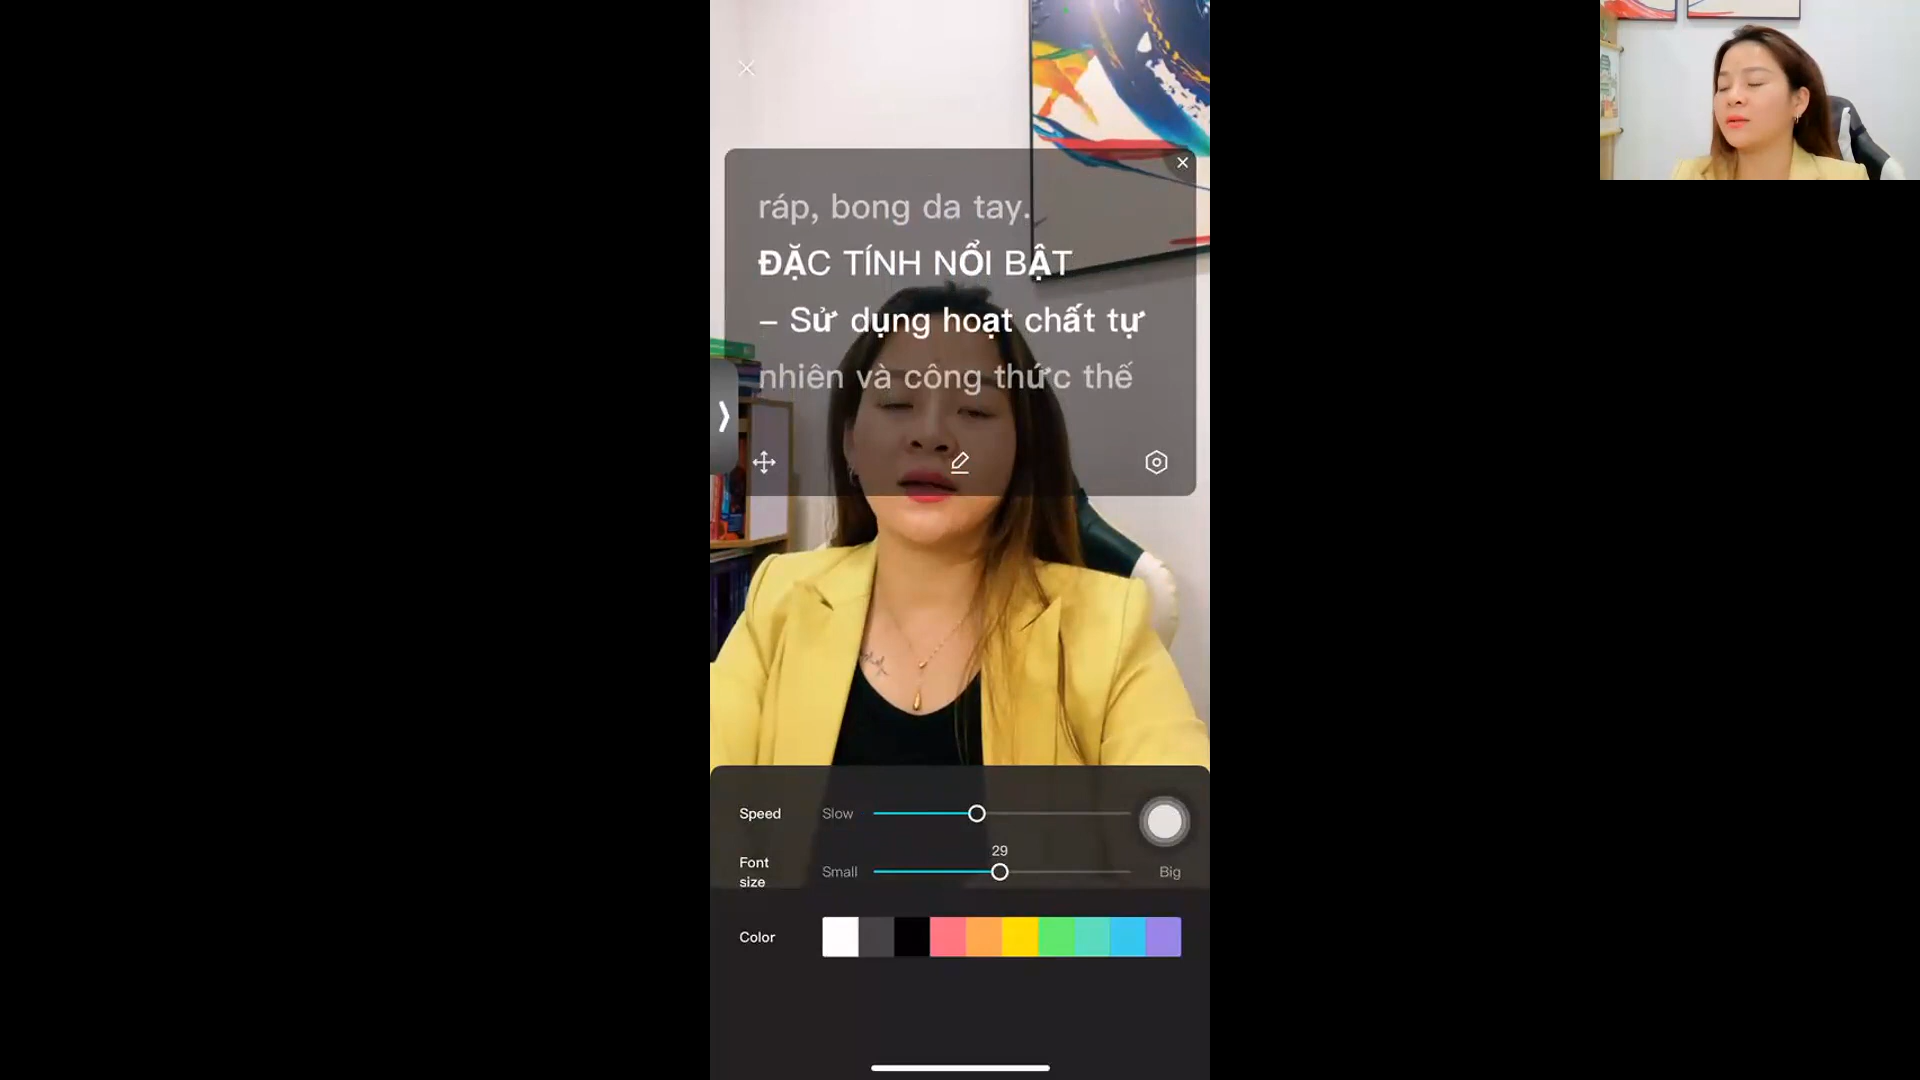 ráp, bong da tay.
ĐẶC TÍNH NỔI BẬT
– Sử dụng hoạt chất tự
nhiên và công thức thế
Speed Slow
29
Font size Small Big
Color